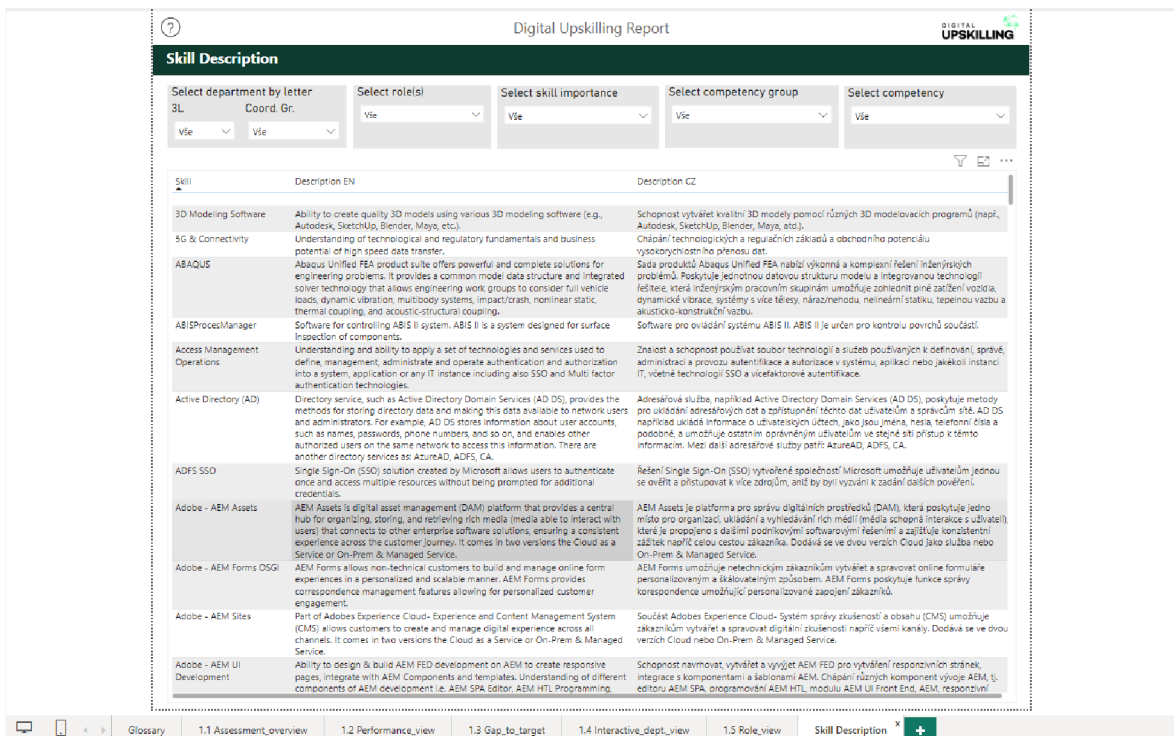 ?
Digital Upskilling Report
DIGITAL
UPSKILLING
Skill Description
Select department by letter
3L
Coord. Gr.
Vše
Vše
Select role(s)
Vše
Select skill importance
Vše
Select competency group
Vše
Select competency
Vše
Skill
Description EN
Description CZ
3D Modeling Software
Ability to create quality 3D models using various 3D modeling software (e.g.,
Autodesk, SketchUp, Blender, Maya, etc.).
Schopnost vytvářet kvalitní 3D modely pomocí různých 3D modelovacích programů (např.,
Autodesk, SketchUp, Blender, Maya, atd.).
5G & Connectivity
Understanding of technological and regulatory fundamentals and business
potential of high speed data transfer.
Chápání technologických a regulačních základů a obchodního potenciálu
vysokorychlostního přenosu dat.
ABAQUS
Abaqus Unified FEA product suite offers powerful and complete solutions for
engineering problems. It provides a common model data structure and integrated
solver technology that allows engineering work groups to consider full vehicle
loads, dynamic vibration, multibody systems, impact/crash, nonlinear static,
thermal coupling, and acoustic-structural coupling.
Sada produktů Abaqus Unified FEA nabízí výkonná a komplexní řešení inženýrských
problémů. Poskytuje jednotnou datovou strukturu modelu a integrovanou technologii
řešitele, která inženýrským pracovním skupinám umožňuje zohlednit plné zatížení vozidla,
dynamické vibrace, systémy s více tělesy, náraz/nehodu, nelineární statiku, tepelnou vazbu a
akusticko-konstrukční vazbu.
ABISProcesManager
Software for controlling ABIS II system. ABIS II is a system designed for surface
inspection of components.
Software pro ovládání systému ABIS II. ABIS II je určen pro kontrolu povrchů součástí.
Access Management
Operations
Understanding and ability to apply a set of technologies and services used to
define, management, administrate and operate authentication and authorization
into a system, application or any IT instance including also SSO and Multi factor
authentication technologies.
Znalost a schopnost používat soubor technologií a služeb používaných k definování, správě,
administraci a provozu autentifikace a autorizace v systému, aplikaci nebo jakékoli instanci
IT, včetně technologií SSO a vícefaktorové autentifikace.
Active Directory (AD)
Directory service, such as Active Directory Domain Services (AD DS), provides the
methods for storing directory data and making this data available to network users
and administrators. For example, AD DS stores information about user accounts,
such as names, passwords, phone numbers, and so on, and enables other
authorized users on the same network to access this information. There are
another directory services as: AzureAD, ADFS, CA.
Adresářová služba, například Active Directory Domain Services (AD DS), poskytuje metody
pro ukládání adresářových dat a zpřístupnění těchto dat uživatelům a správcům sítě. AD DS
například ukládá informace o uživatelských účtech, jako jsou jména, hesla, telefonní čísla a
podobně, a umožňuje ostatním oprávněným uživatelům ve stejné síti přístup k těmto
informacím. Mezi další adresářové služby patří: AzureAD, ADFS, CA.
ADFS SSO
Single Sign-On (SSO) solution created by Microsoft allows users to authenticate
once and access multiple resources without being prompted for additional
credentials.
Řešení Single Sign-On (SSO) vytvořené společností Microsoft umožňuje uživatelům jednou
se ověřit a přistupovat k více zdrojům, aniž by byli vyzváni k zadání dalších pověření.
Adobe - AEM Assets
AEM Assets is digital asset management (DAM) platform that provides a central
hub for organizing, storing, and retrieving rich media (media able to interact with
users) that connects to other enterprise software solutions, ensuring a consistent
experience across the customer journey. It comes in two versions the Cloud as a
Service or On-Prem & Managed Service.
AEM Assets je platforma pro správu digitálních prostředků (DAM), která poskytuje jedno
místo pro organizaci, ukládání a vyhledávání rich médií (média schopná interakce s uživateli),
které je propojeno s dalšími podnikovými softwarovými řešeními a zajišťuje konzistentní
zážitek napříč celou cestou zákazníka. Dodává se ve dvou verzích Cloud jako služba nebo
On-Prem & Managed Service.
Adobe - AEM Forms OSGI
AEM Forms allows non-technical customers to build and manage online form
experiences in a personalized and scalable manner. AEM Forms provides
correspondence management features allowing for personalized customer
engagement.
AEM Forms umožňuje netechnickým zákazníkům vytvářet a spravovat online formuláře
personalizovaným a škálovatelným způsobem. AEM Forms poskytuje funkce správy
korespondence umožňující personalizované zapojení zákazníků.
Adobe - AEM Sites
Part of Adobes Experience Cloud- Experience and Content Management System
(CMS) allows customers to create and manage digital experience across all
channels. It comes in two versions the Cloud as a Service or On-Prem & Managed
Service.
Součást Adobes Experience Cloud- Systém správy zkušeností a obsahu (CMS) umožňuje
zákazníkům vytvářet a spravovat digitální zkušenosti napříč všemi kanály. Dodává se ve dvou
verzích Cloud nebo On-Prem & Managed Service.
Adobe - AEM UI
Development
Ability to design & build AEM FED development on AEM to create responsive
pages, integrate with AEM Components and templates. Understanding of different
components of AEM development i.e. AEM SPA Editor, AEM HTL Programming,
Schopnost navrhovat, vytvářet a vyvíjet AEM FED pro vytváření responzivních stránek,
integrace s komponentami a šablonami AEM. Chápání různých komponent vývoje AEM, tj.
editoru AEM SPA, programování AEM HTL, modulu AEM UI Front End, AEM, responzivní
Glossary
1.1 Assessment_overview
1.2 Performance_view
1.3 Gap_to_target
1.4 Interactive_dept._view
1.5 Role_view
Skill Description
x
+